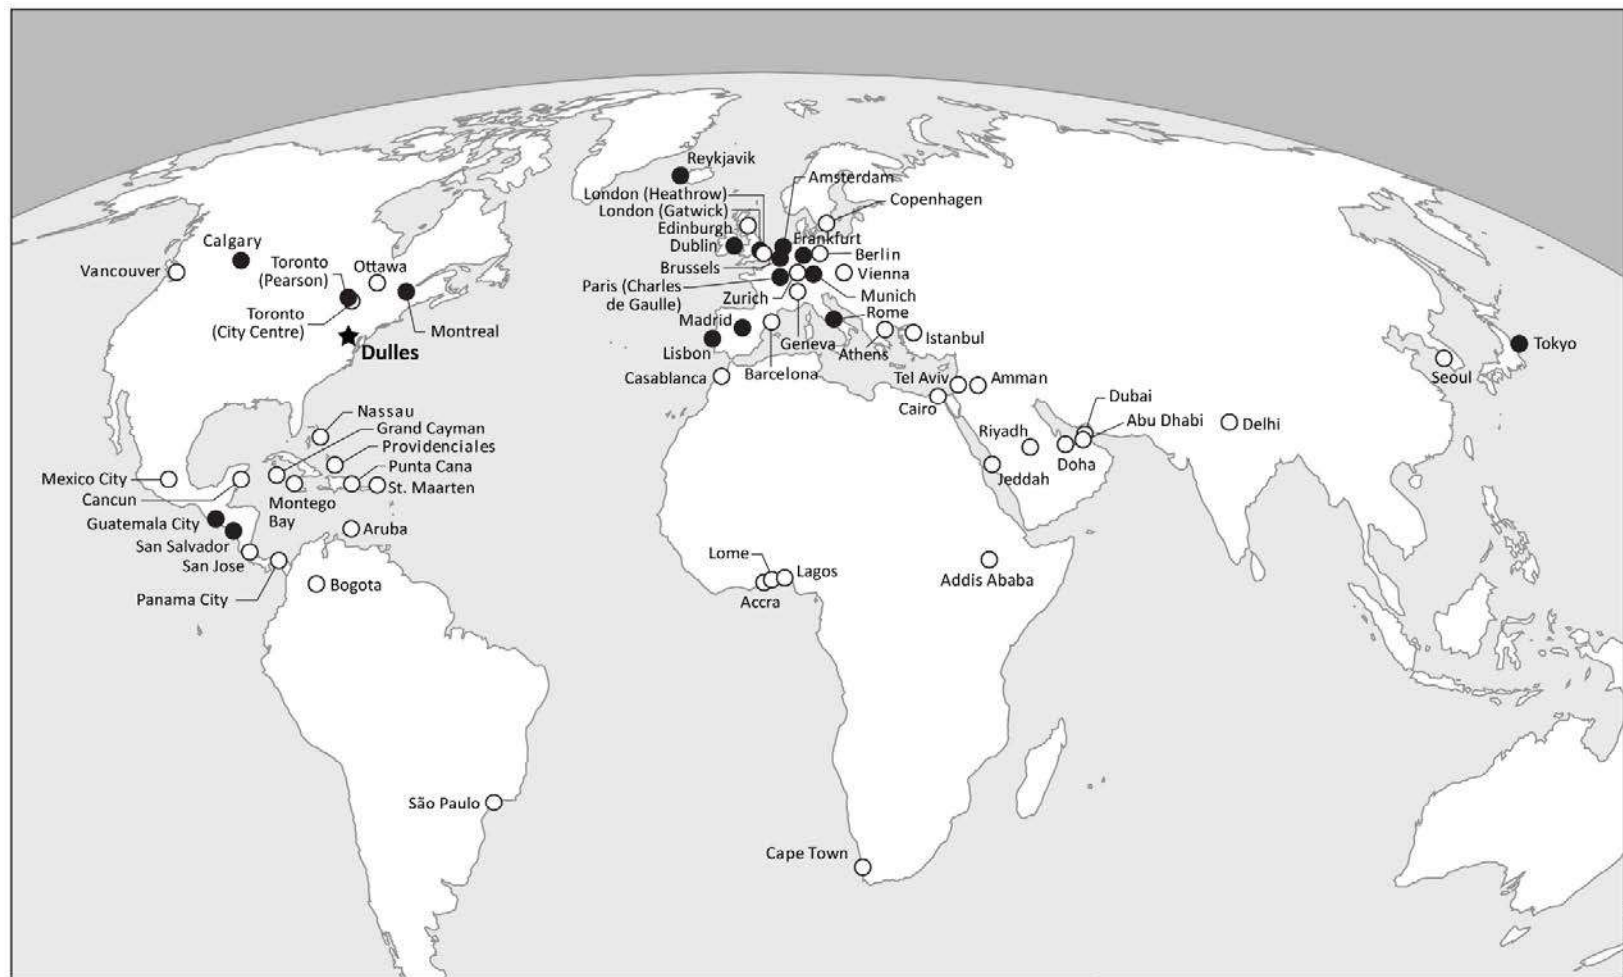 Reykjavik
Amsterdam
London (Heathrow)
London (Gatwick)
Copenhagen
Edinburgh
Dublin
Frankfurt
Calgary
Berlin
Toronto
(Pearson)
Ottawa
Vancouver
Brussels
Vienna
Paris (Charles
de Gaulle)
Zurich
Munich
Toronto
(City Centre)
Montreal
Madrid
Rome
Istanbul
Dulles
Lisbon
Geneva
Athens
Tokyo
Seoul
Casablanca
Barcelona
Tel Aviv
Amman
Cairo
Dubai
Nassau
Grand Cayman
Abu Dhabi
Delhi
Riyadh
Providenciales
Doha
Punta Cana
Mexico City
Jeddah
St. Maarten
Cancun
Montego
Bay
Guatemala City
Aruba
San Salvador
San Jose
Lome
Lagos
Addis Ababa
Bogota
Panama City
Accra
São Paulo
Cape Town